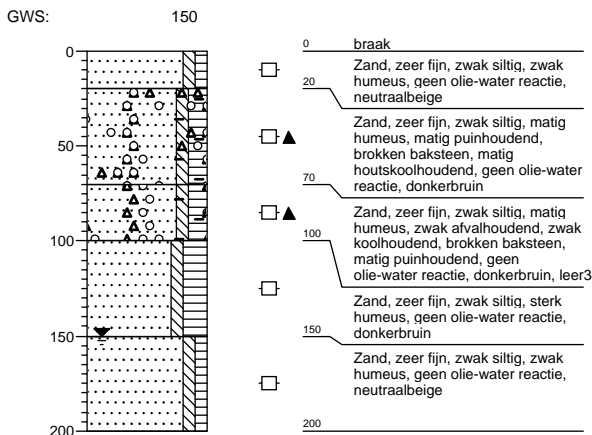 GWS: 150
0
50
100
150
200
0 braak
Zand, zeer fijn, zwak siltig, zwak
humeus, geen olie-water reactie,
neutraalbeige
20
Zand, zeer fijn, zwak siltig, matig
humeus, matig puinhoudend,
brokken baksteen, matig
houtskoolhoudend, geen olie-water
reactie, donkerbruin
70
Zand, zeer fijn, zwak siltig, matig
humeus, zwak afvalhoudend, zwak
koolhoudend, brokken baksteen,
matig puinhoudend, geen
olie-water reactie, donkerbruin, leer3
100
Zand, zeer fijn, zwak siltig, sterk
humeus, geen olie-water reactie,
donkerbruin
150
Zand, zeer fijn, zwak siltig, zwak
humeus, geen olie-water reactie,
neutraalbeige
200